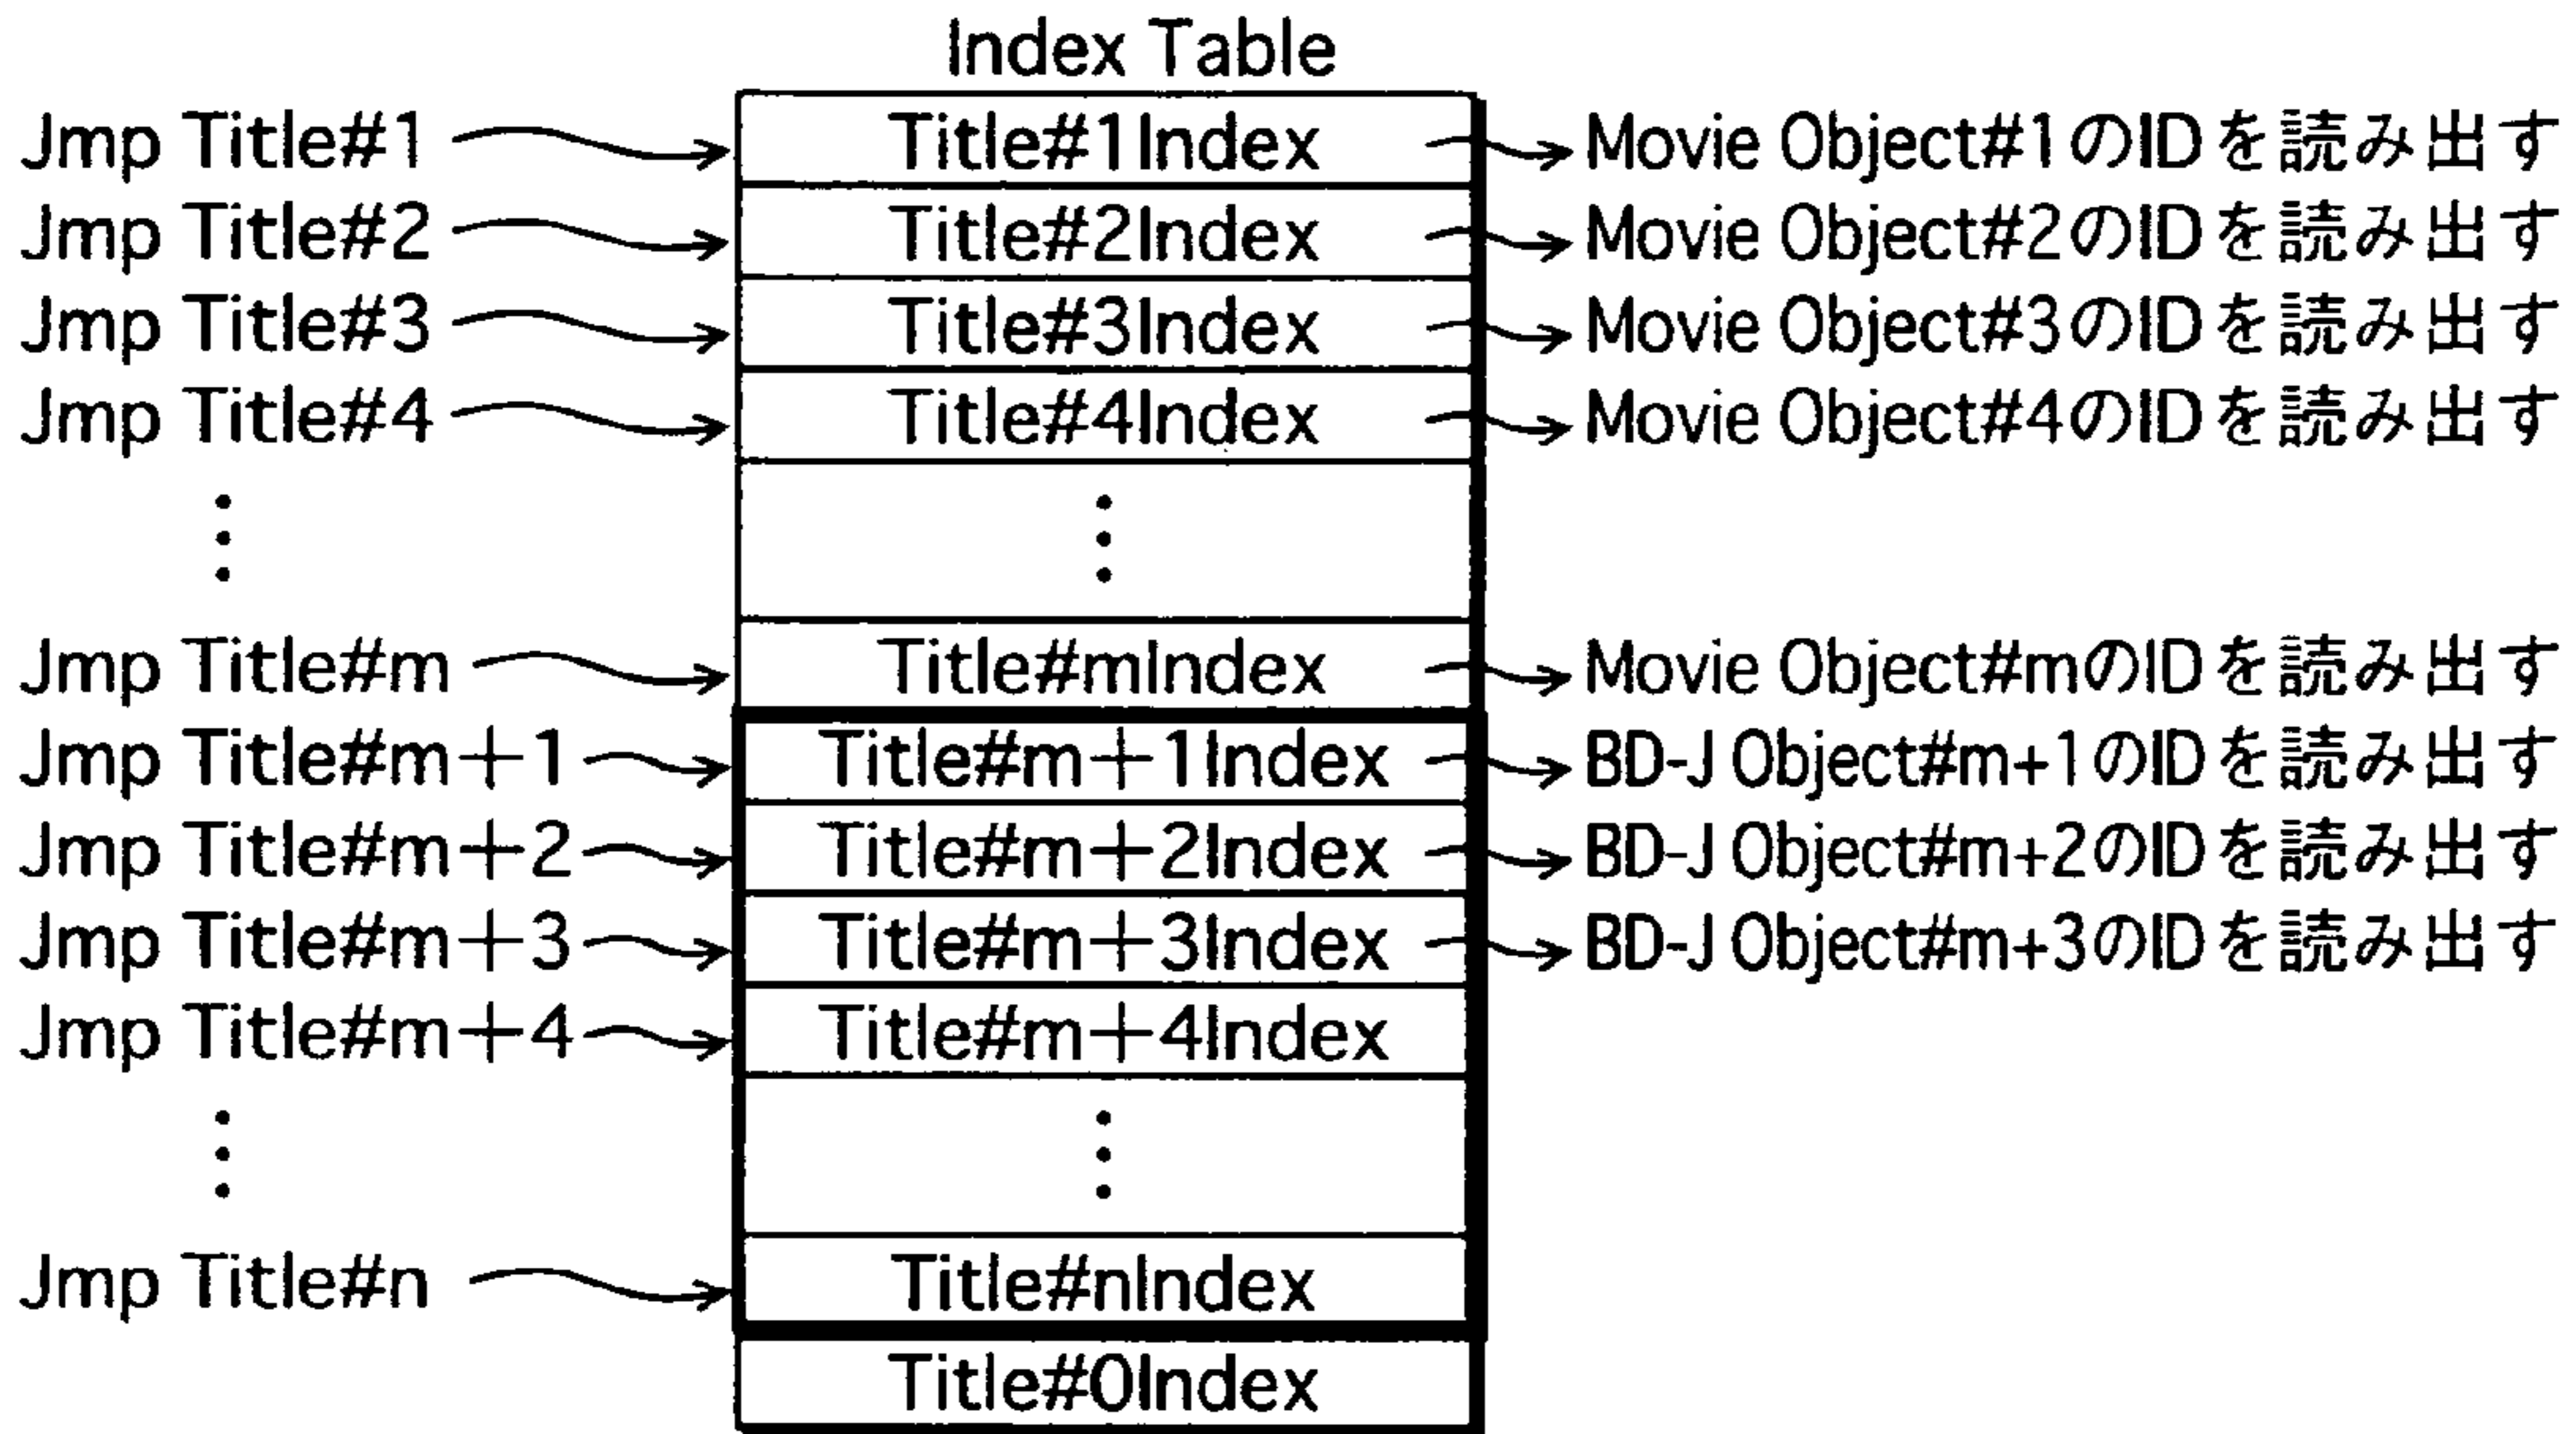 Index Table
Jmp Title#1 Title#1Index Movie Object#1のIDを読み出す
Jmp Title#2 Title#2Index Movie Object#2のIDを読み出す
Jmp Title#3 Title#3Index Movie Object#3のIDを読み出す
Jmp Title#4 Title#4Index Movie Object#4のIDを読み出す
Jmp Title#m Title#mIndex Movie Object#mのIDを読み出す
Jmp Title#m+1 Title#m+1Index BD-J Object#m+1のIDを読み出す
Jmp Title#m+2 Title#m+2Index BD-J Object#m+2のIDを読み出す
Jmp Title#m+3 Title#m+3Index BD-J Object#m+3のIDを読み出す
Jmp Title#m+4 Title#m+4Index
Jmp Title#n Title#nIndex
Title#0Index